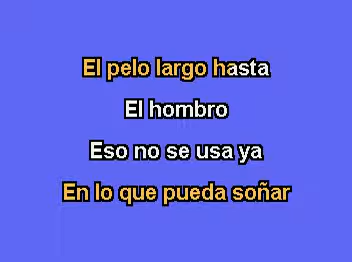 El pelo largo hasta
El hombro
Eso no se usa ya
En lo que pueda soñar